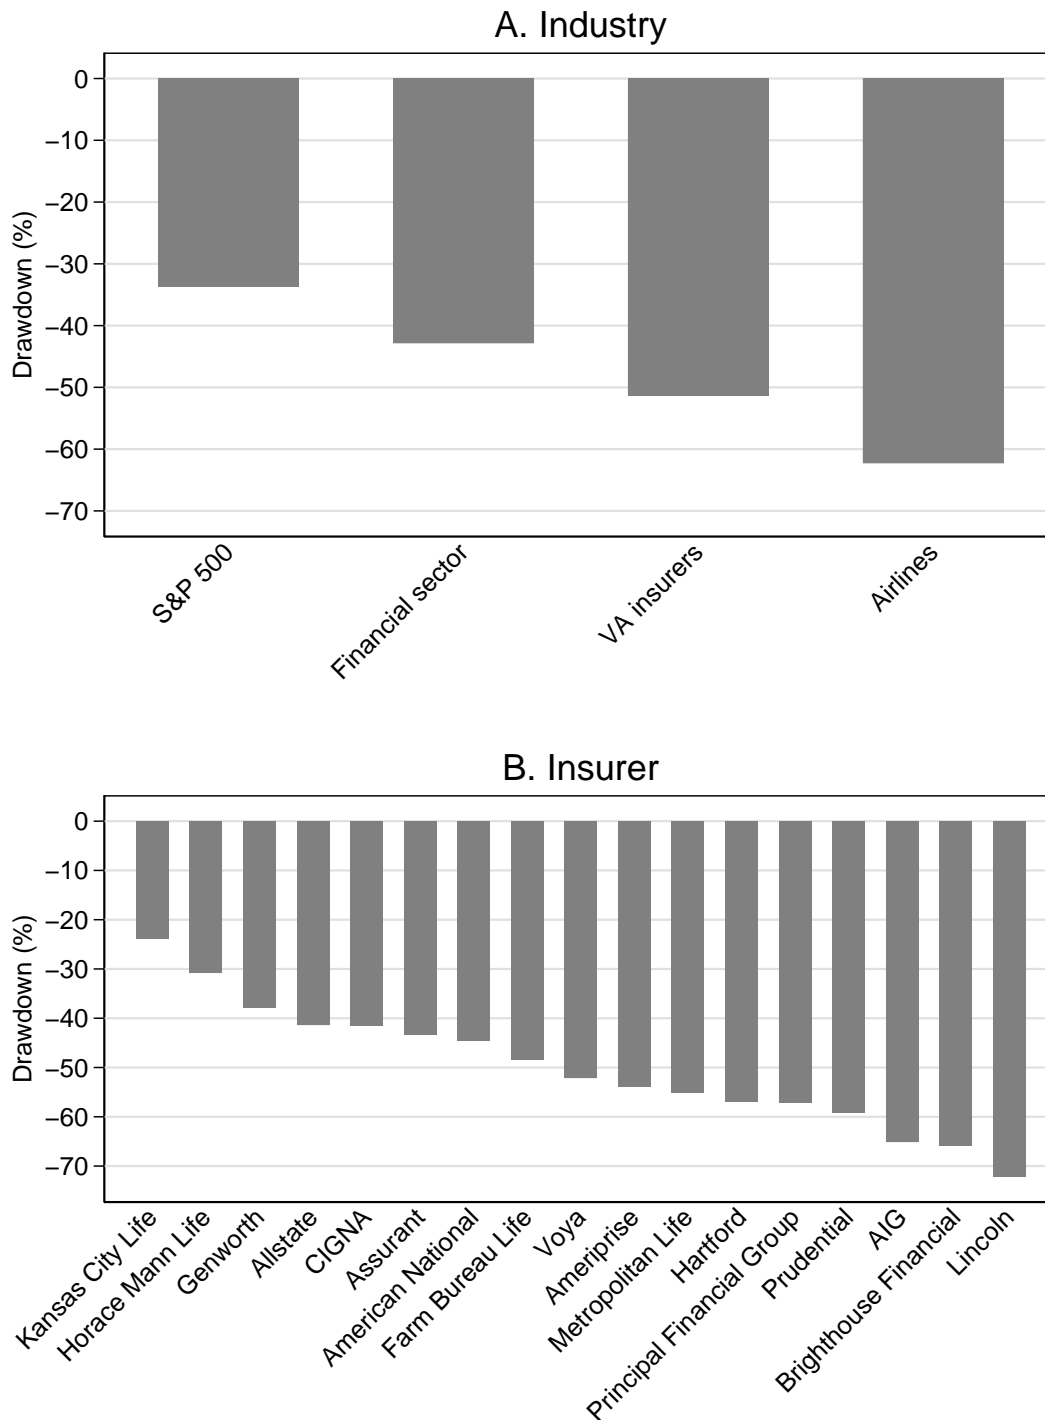 A. Industry
Drawdown (%)
0
−10
−20
−30
−40
−50
−60
−70
S&P 500
Financial sector
VA insurers
Airlines
B. Insurer
Drawdown (%)
0
−10
−20
−30
−40
−50
−60
−70
Kansas City Life
Horace Mann Life
Genworth
Allstate
CIGNA
Assurant
American National
Farm Bureau Life
Voya
Ameriprise
Metropolitan Life
Hartford
Principal Financial Group
Prudential
AIG
Brighthouse Financial
Lincoln